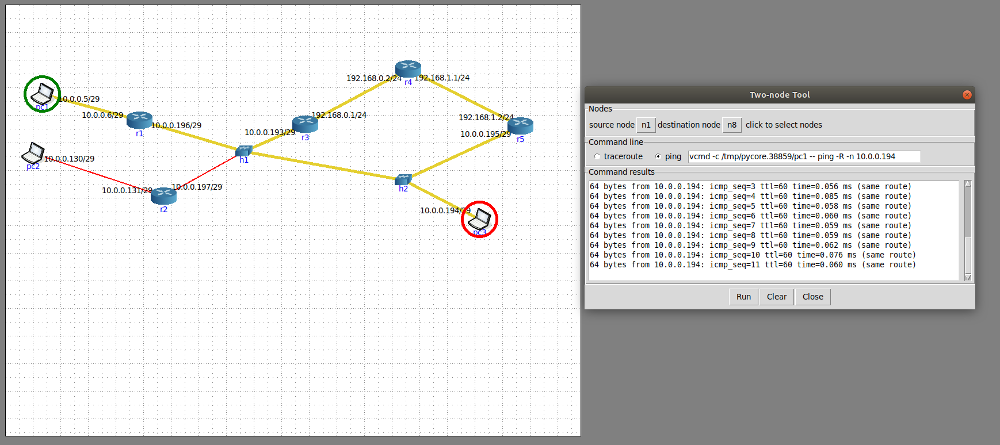 192.168.0.2/24
192.168.1.1/24
r4
10.0.0.5/29
pc1
10.0.0.6/29
192.168.0.1/24
192.168.1.2/24
10.0.0.196/29
r1
10.0.0.193/29
r3
10.0.0.195/29
r5
10.0.0.130/29
pc2
h1
10.0.0.131/29
10.0.0.197/29
h2
r2
10.0.0.194/29
pc3
Two-node Tool
Nodes
source node n1 destination node n8 click to select nodes
Command line
traceroute ping vcmd -c /tmp/pycore.38859/pc1 -- ping -R -n 10.0.0.194
Command results
64 bytes from 10.0.0.194: icmp_seq=3 ttl=60 time=0.056 ms (same route)
64 bytes from 10.0.0.194: icmp_seq=4 ttl=60 time=0.085 ms (same route)
64 bytes from 10.0.0.194: icmp_seq=5 ttl=60 time=0.058 ms (same route)
64 bytes from 10.0.0.194: icmp_seq=6 ttl=60 time=0.060 ms (same route)
64 bytes from 10.0.0.194: icmp_seq=7 ttl=60 time=0.059 ms (same route)
64 bytes from 10.0.0.194: icmp_seq=8 ttl=60 time=0.059 ms (same route)
64 bytes from 10.0.0.194: icmp_seq=9 ttl=60 time=0.062 ms (same route)
64 bytes from 10.0.0.194: icmp_seq=10 ttl=60 time=0.076 ms (same route)
64 bytes from 10.0.0.194: icmp_seq=11 ttl=60 time=0.060 ms (same route)
Run Clear Close